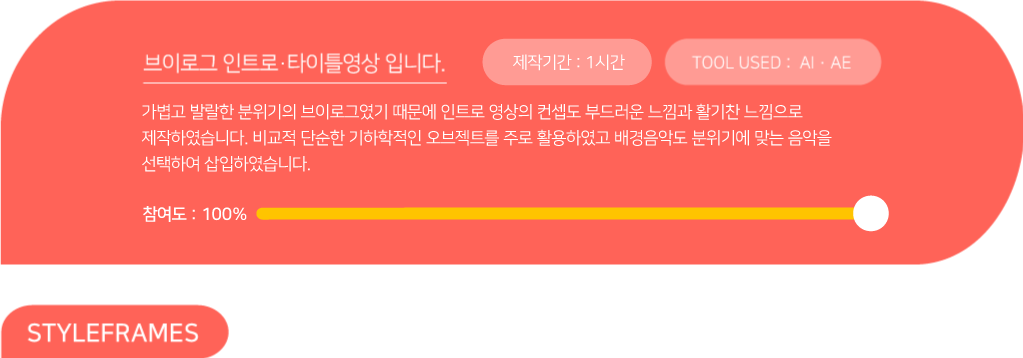 브이로그 인트로·타이틀영상 입니다.
제작기간 : 1시간
TOOL USED : AI · AE
가볍고 발랄한 분위기의 브이로그였기 때문에 인트로 영상의 컨셉도 부드러운 느낌과 활기찬 느낌으로
제작하였습니다. 비교적 단순한 기하학적인 오브젝트를 주로 활용하였고 배경음악도 분위기에 맞는 음악을
선택하여 삽입하였습니다.
참여도 : 100%
STYLEFRAMES